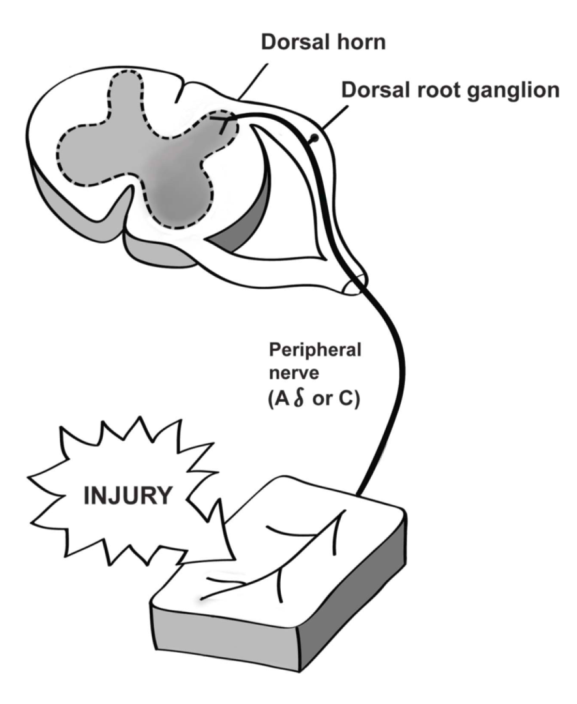 Dorsal horn
Dorsal root ganglion
Peripheral
nerve
(A δ or C)
INJURY